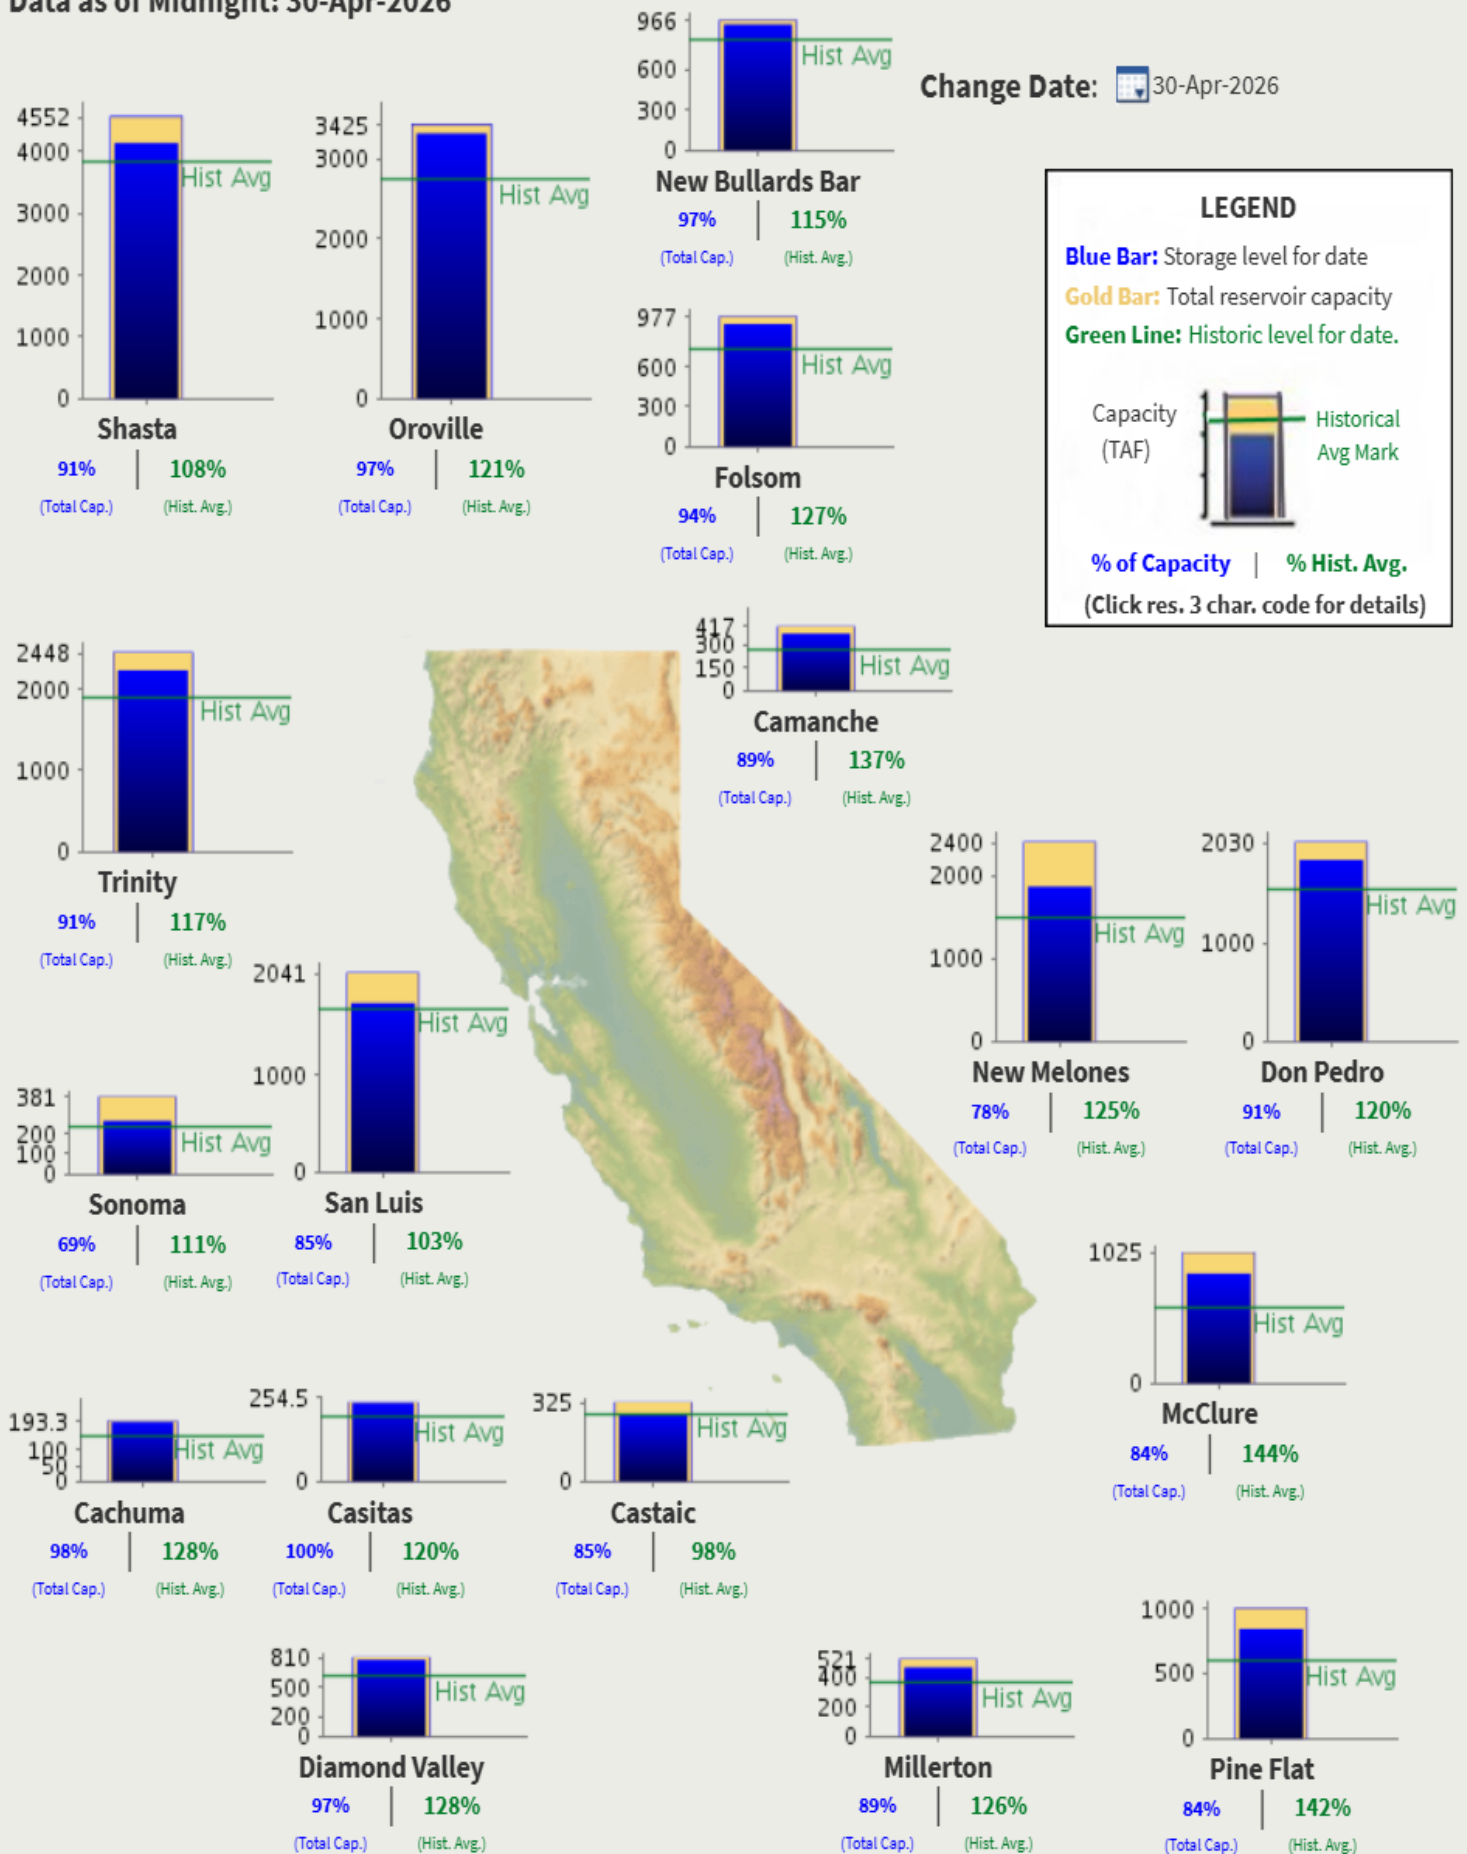 Data as of Midnight: 30-Apr-2026
Change Date: 30-Apr-2026
4552
4000
3000
2000
1000
0
Hist Avg
Shasta
91% | 108%
(Total Cap.) (Hist. Avg.)
3425
3000
2000
1000
0
Hist Avg
Oroville
97% | 121%
(Total Cap.) (Hist. Avg.)
966
600
300
0
Hist Avg
New Bullards Bar
97% | 115%
(Total Cap.) (Hist. Avg.)
977
600
300
0
Hist Avg
Folsom
94% | 127%
(Total Cap.) (Hist. Avg.)
LEGEND
Blue Bar: Storage level for date
Gold Bar: Total reservoir capacity
Green Line: Historic level for date.
Capacity
(TAF)
Historical
Avg Mark
% of Capacity | % Hist. Avg.
(Click res. 3 char. code for details)
2448
2000
1000
0
Hist Avg
Trinity
91% | 117%
(Total Cap.) (Hist. Avg.)
417
300
150
0
Hist Avg
Camanche
89% | 137%
(Total Cap.) (Hist. Avg.)
2400
2000
1000
0
Hist Avg
New Melones
78% | 125%
(Total Cap.) (Hist. Avg.)
2030
1000
0
Hist Avg
Don Pedro
91% | 120%
(Total Cap.) (Hist. Avg.)
381
200
100
0
Hist Avg
Sonoma
69% | 111%
(Total Cap.) (Hist. Avg.)
2041
1000
0
Hist Avg
San Luis
85% | 103%
(Total Cap.) (Hist. Avg.)
1025
0
Hist Avg
McClure
84% | 144%
(Total Cap.) (Hist. Avg.)
193.3
100
50
0
Hist Avg
Cachuma
98% | 128%
(Total Cap.) (Hist. Avg.)
254.5
0
Hist Avg
Casitas
100% | 120%
(Total Cap.) (Hist. Avg.)
325
0
Hist Avg
Castaic
85% | 98%
(Total Cap.) (Hist. Avg.)
810
500
200
0
Hist Avg
Diamond Valley
97% | 128%
(Total Cap.) (Hist. Avg.)
521
400
200
0
Hist Avg
Millerton
89% | 126%
(Total Cap.) (Hist. Avg.)
1000
500
0
Hist Avg
Pine Flat
84% | 142%
(Total Cap.) (Hist. Avg.)